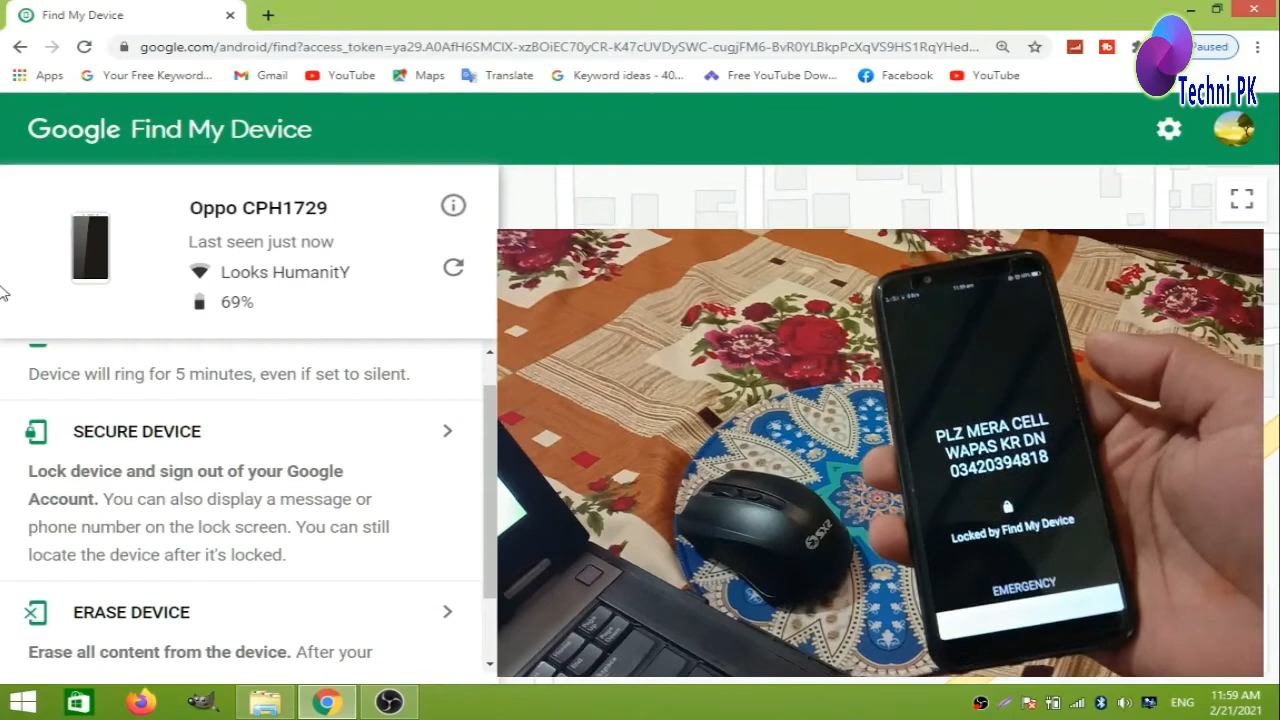 Find My Device
google.com/android/find?access_token=ya29.A0AfH6SMClX-xzBOiEC70yCR-K47cUVDySWC-cugjFM6-BvR0YLBkpPcXqVS9HS1RqYHed...
Paused
Apps
Your Free Keyword...
Gmail
YouTube
Maps
Translate
Keyword ideas - 40...
Free YouTube Dow...
Facebook
YouTube
Techni PK
Google Find My Device
Oppo CPH1729
Last seen just now
Looks HumanitY
69%
Device will ring for 5 minutes, even if set to silent.
SECURE DEVICE
Lock device and sign out of your Google
Account. You can also display a message or
phone number on the lock screen. You can still
locate the device after it's locked.
ERASE DEVICE
Erase all content from the device. After your
11:59 am
PLZ MERA CELL
WAPAS KR DN
03420394818
Locked by Find My Device
EMERGENCY
ENG
11:59 AM
2/21/2021